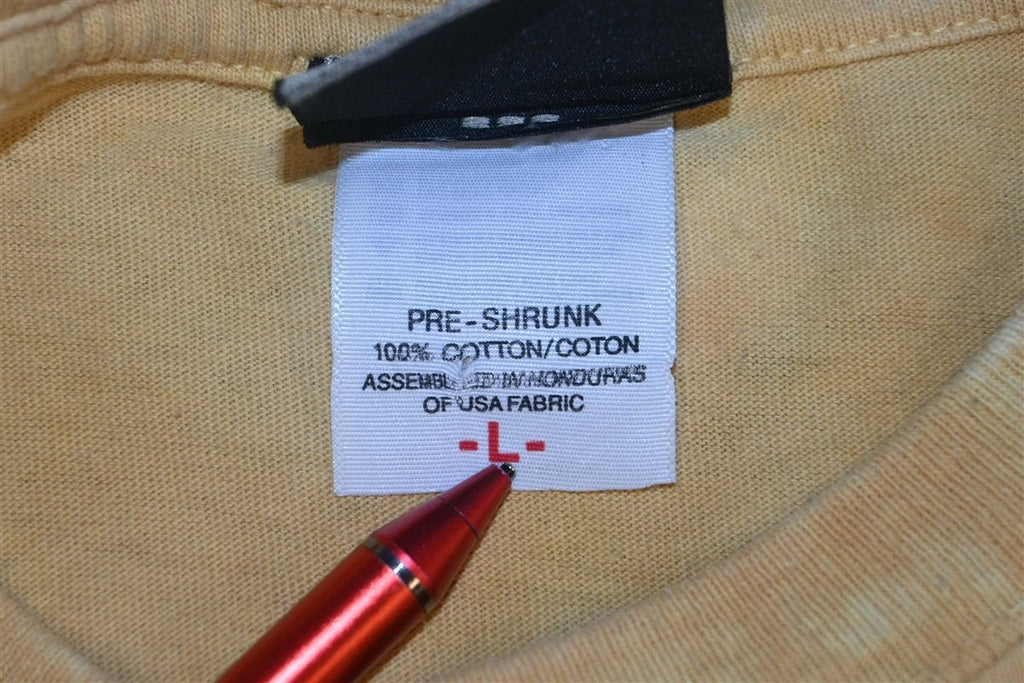 PRE-SHRUNK
100% COTTON/COTON
ASSEMBLED IN HONDURAS
OF USA FABRIC
-L-